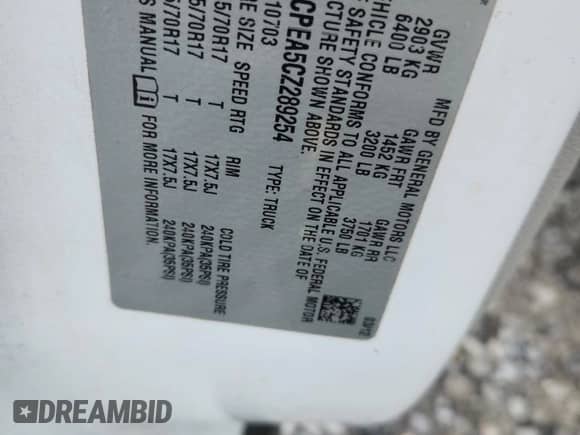 MFD BY GENERAL MOTORS LLC
GVWR GAWR FRT GAWR RR
2903 KG 1452 KG 1701 KG
6400 LB 3200 LB 3750 LB
VEHICLE CONFORMS TO ALL APPLICABLE U.S. FEDERAL MOTOR
SAFETY STANDARDS IN EFFECT ON THE DATE OF
SHOWN ABOVE.
CPEA5CZ289254 TYPE: TRUCK
10703
SIZE SPEED RTG RIM COLD TIRE PRESSURE
5/70R17 T 17X7.5J 240KPA(35PSI)
5/70R17 T 17X7.5J 240KPA(35PSI)
5/70R17 T 17X7.5J 240KPA(35PSI)
S MANUAL FOR MORE INFORMATION.
DREAMBID